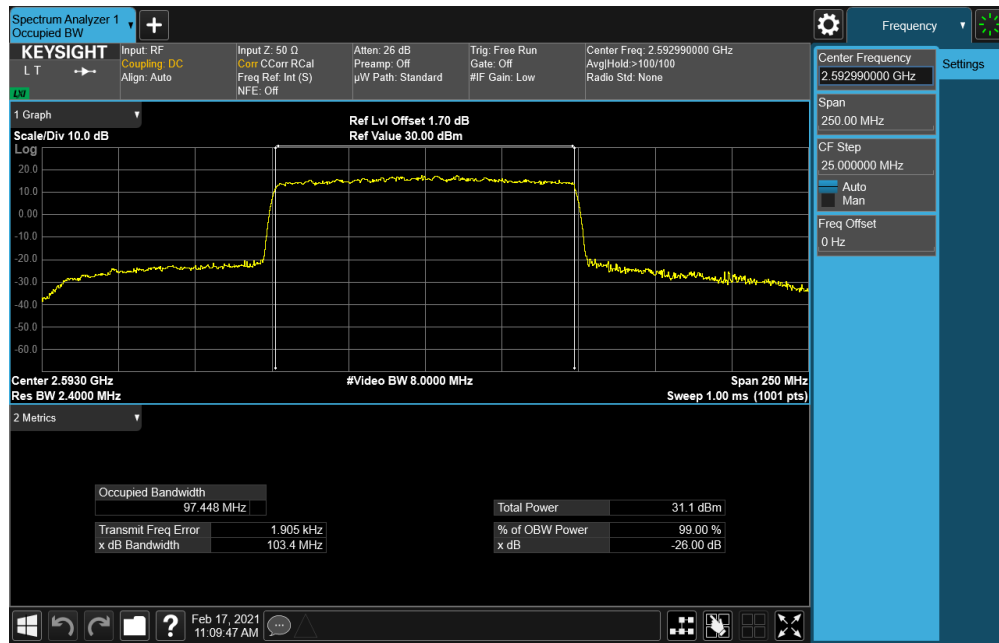 Spectrum Analyzer 1
Occupied BW
Frequency
KEYSIGHT
L T
LXI
Input: RF
Coupling: DC
Align: Auto
Input Z: 50 Ω
Corr CCorr RCal
Freq Ref: Int (S)
NFE: Off
Atten: 26 dB
Preamp: Off
µW Path: Standard
Trig: Free Run
Gate: Off
#IF Gain: Low
Center Freq: 2.592990000 GHz
Avg|Hold:>100/100
Radio Std: None
Center Frequency
2.592990000 GHz
Settings
Span
250.00 MHz
CF Step
25.000000 MHz
Auto
Man
Freq Offset
0 Hz
1 Graph
Scale/Div 10.0 dB
Ref Lvl Offset 1.70 dB
Ref Value 30.00 dBm
Log
20.0
10.0
0.00
-10.0
-20.0
-30.0
-40.0
-50.0
-60.0
Center 2.5930 GHz
#Video BW 8.0000 MHz
Span 250 MHz
Res BW 2.4000 MHz
Sweep 1.00 ms (1001 pts)
2 Metrics
Occupied Bandwidth
97.448 MHz
Total Power 31.1 dBm
Transmit Freq Error 1.905 kHz
% of OBW Power 99.00 %
x dB Bandwidth 103.4 MHz
x dB -26.00 dB
Feb 17, 2021
11:09:47 AM